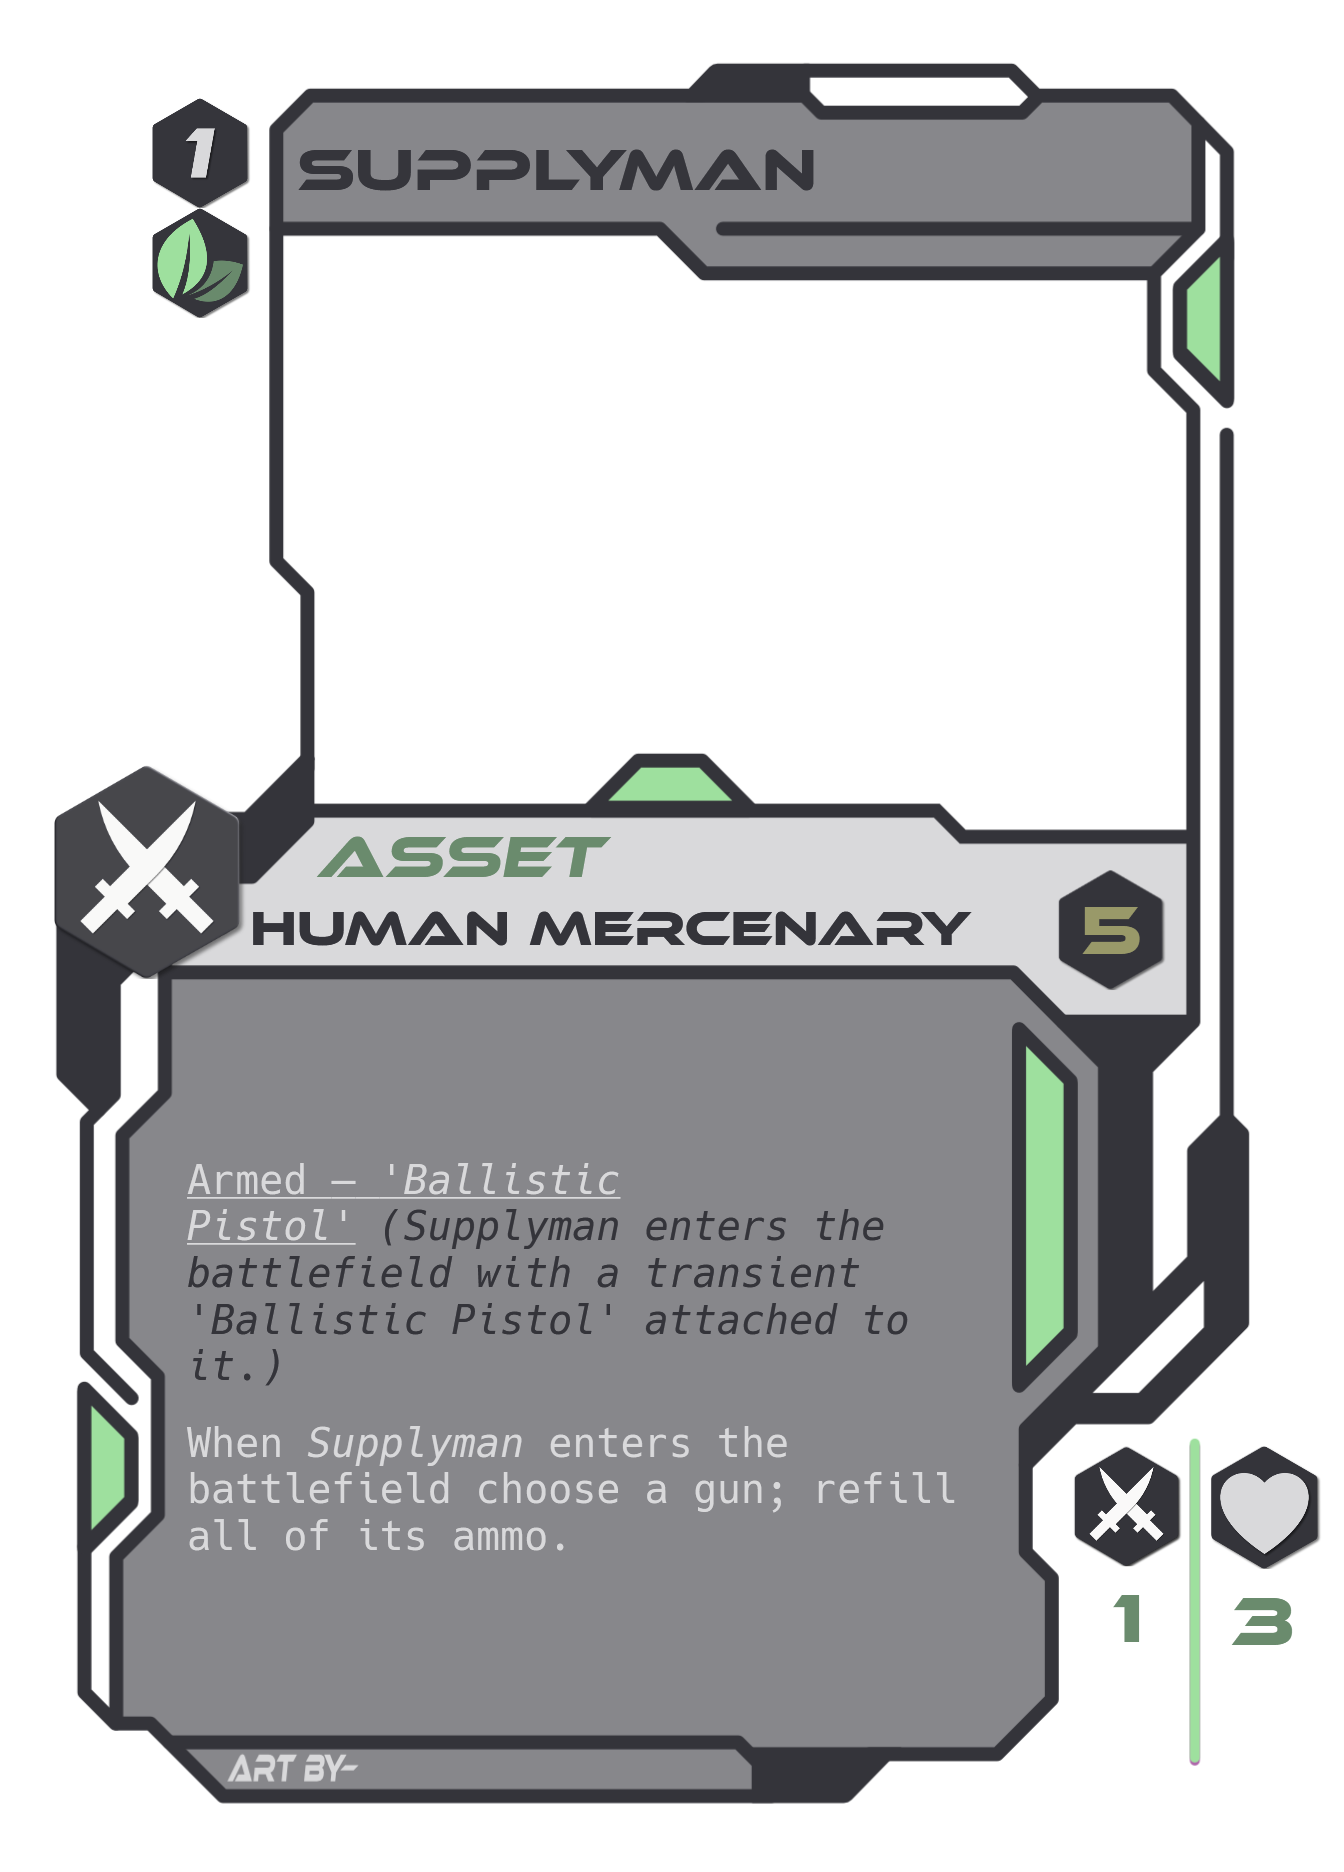 1
SUPPLYMAN
ASSET
HUMAN MERCENARY
5
Armed – 'Ballistic
Pistol' (Supplyman enters the
battlefield with a transient
'Ballistic Pistol' attached to
it.)
When Supplyman enters the
battlefield choose a gun; refill
all of its ammo.
1
3
ART BY-